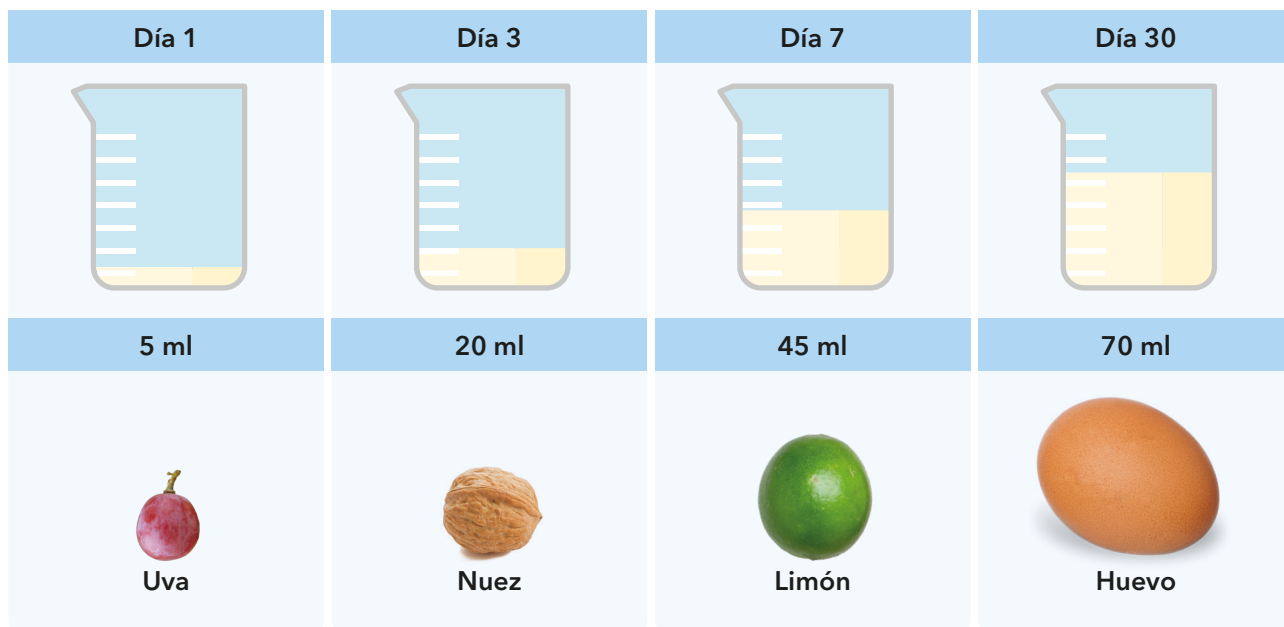 Día 1
Día 3
Día 7
Día 30
5 ml
20 ml
45 ml
70 ml
Uva
Nuez
Limón
Huevo